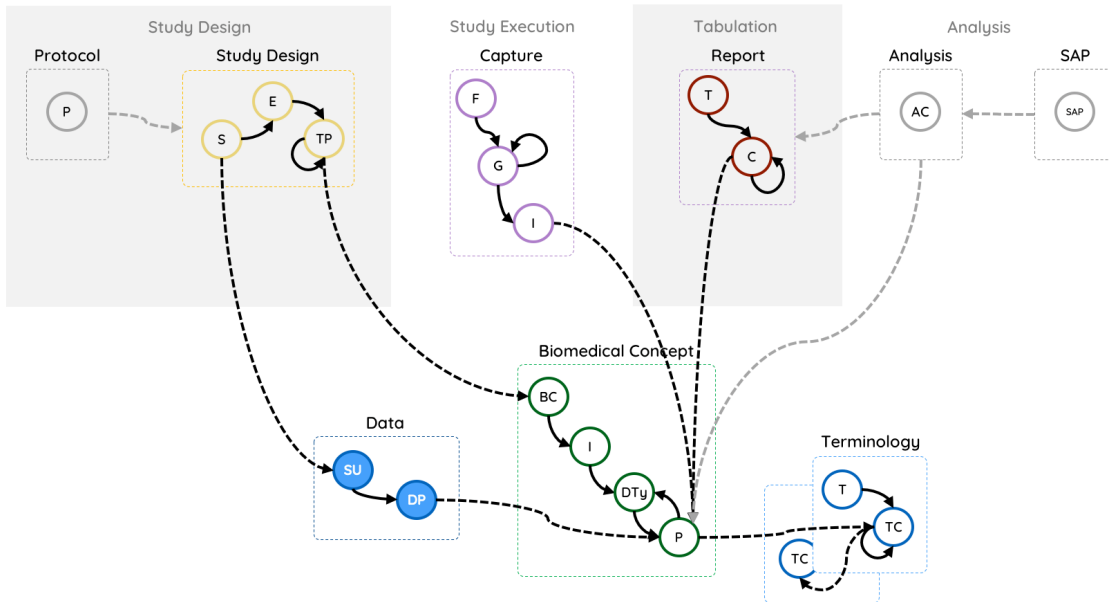 Study Design
Study Execution
Tabulation
Analysis
Protocol
Study Design
Capture
Report
Analysis
SAP
P
S
E
TP
F
G
I
T
C
AC
SAP
Biomedical Concept
BC
I
DTy
P
Data
SU
DP
Terminology
T
TC
TC